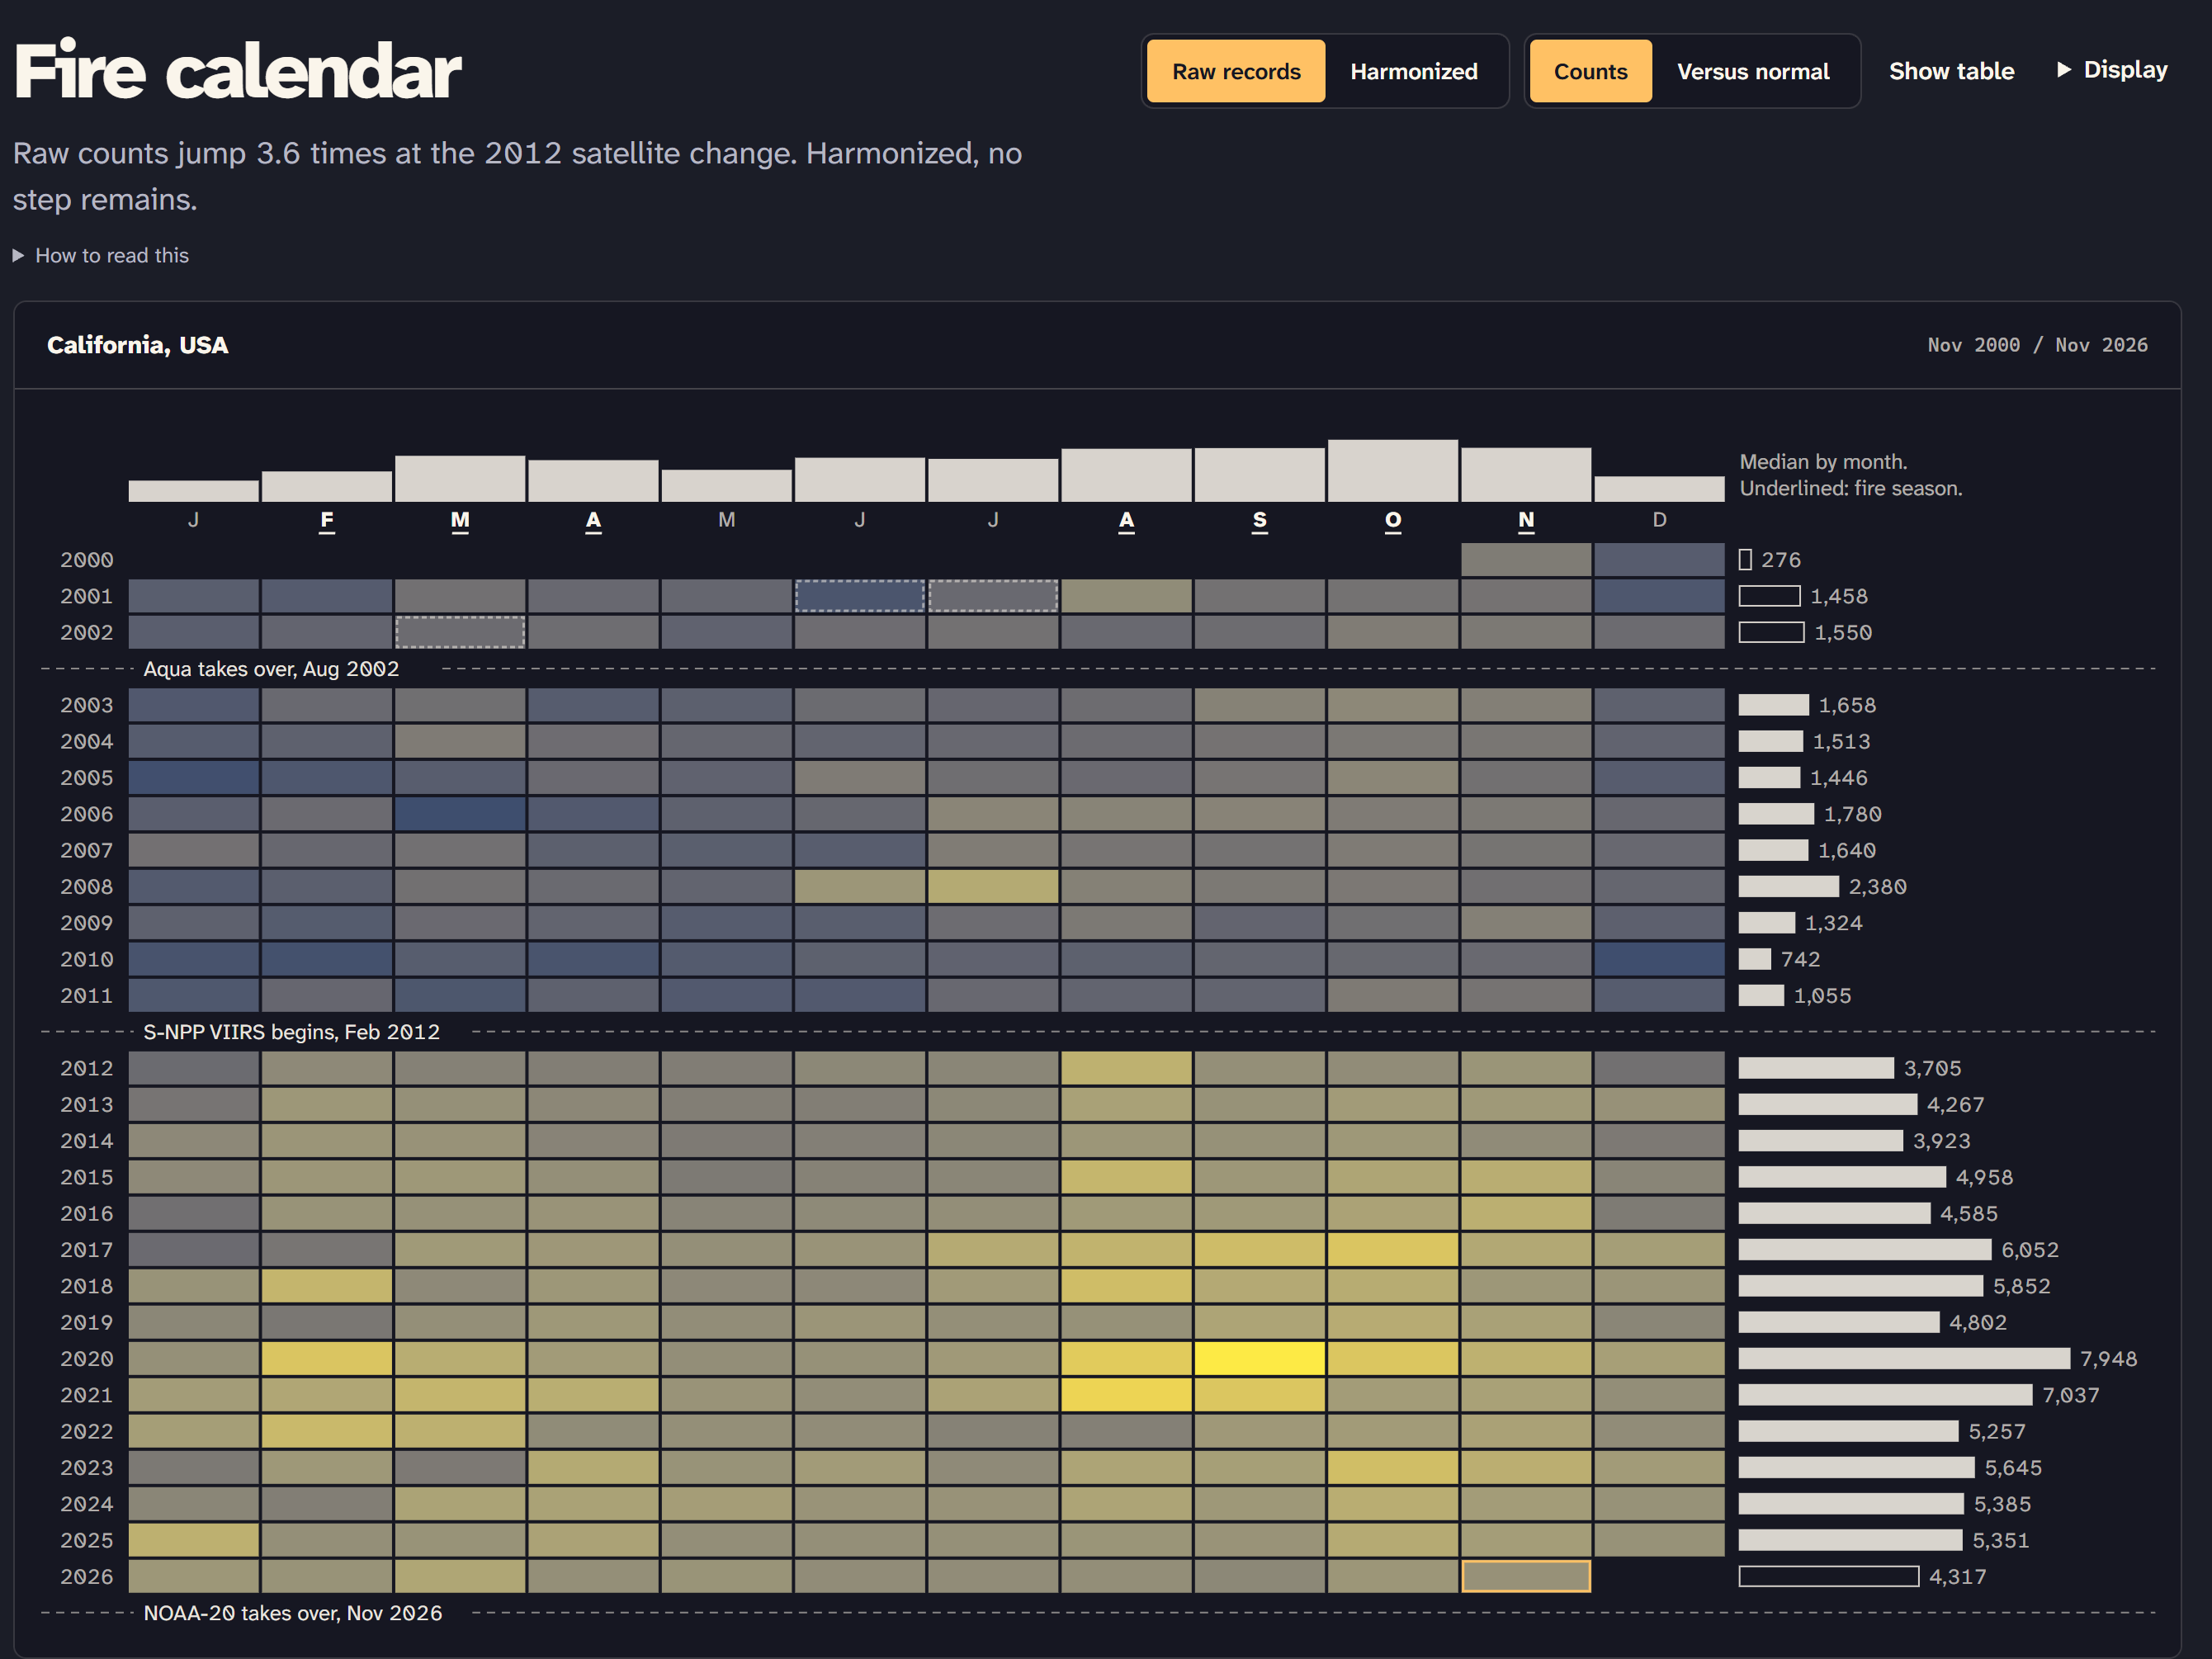 Fire calendar
Raw records
Harmonized
Counts
Versus normal
Show table
▶ Display
Raw counts jump 3.6 times at the 2012 satellite change. Harmonized, no
step remains.
▶ How to read this
California, USA
Nov 2000 / Nov 2026
Median by month.
Underlined: fire season.
J F M A M J J A S O N D
2000 276
2001 1,458
2002 1,550
Aqua takes over, Aug 2002
2003 1,658
2004 1,513
2005 1,446
2006 1,780
2007 1,640
2008 2,380
2009 1,324
2010 742
2011 1,055
S-NPP VIIRS begins, Feb 2012
2012 3,705
2013 4,267
2014 3,923
2015 4,958
2016 4,585
2017 6,052
2018 5,852
2019 4,802
2020 7,948
2021 7,037
2022 5,257
2023 5,645
2024 5,385
2025 5,351
2026 4,317
NOAA-20 takes over, Nov 2026